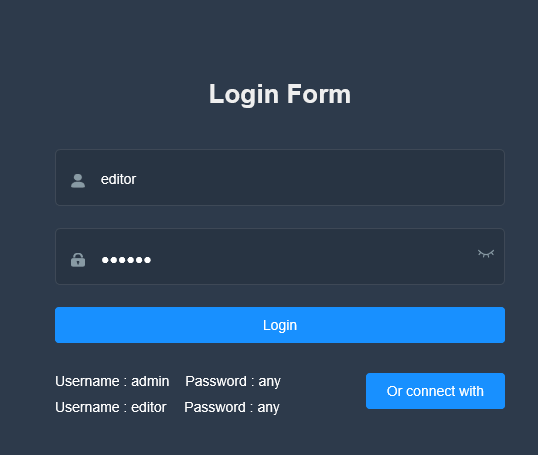 Login Form
editor
••••••
Login
Username : admin Password : any
Username : editor Password : any
Or connect with